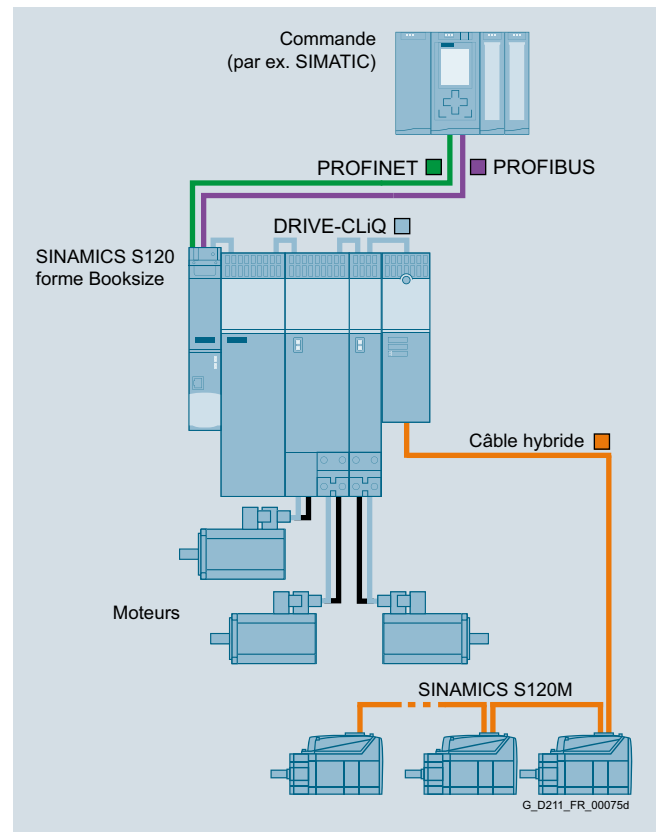 Commande
(par ex. SIMATIC)
PROFINET
PROFIBUS
DRIVE-CLiQ
SINAMICS S120
forme Booksize
Câble hybride
Moteurs
SINAMICS S120M
G_D211_FR_00075d